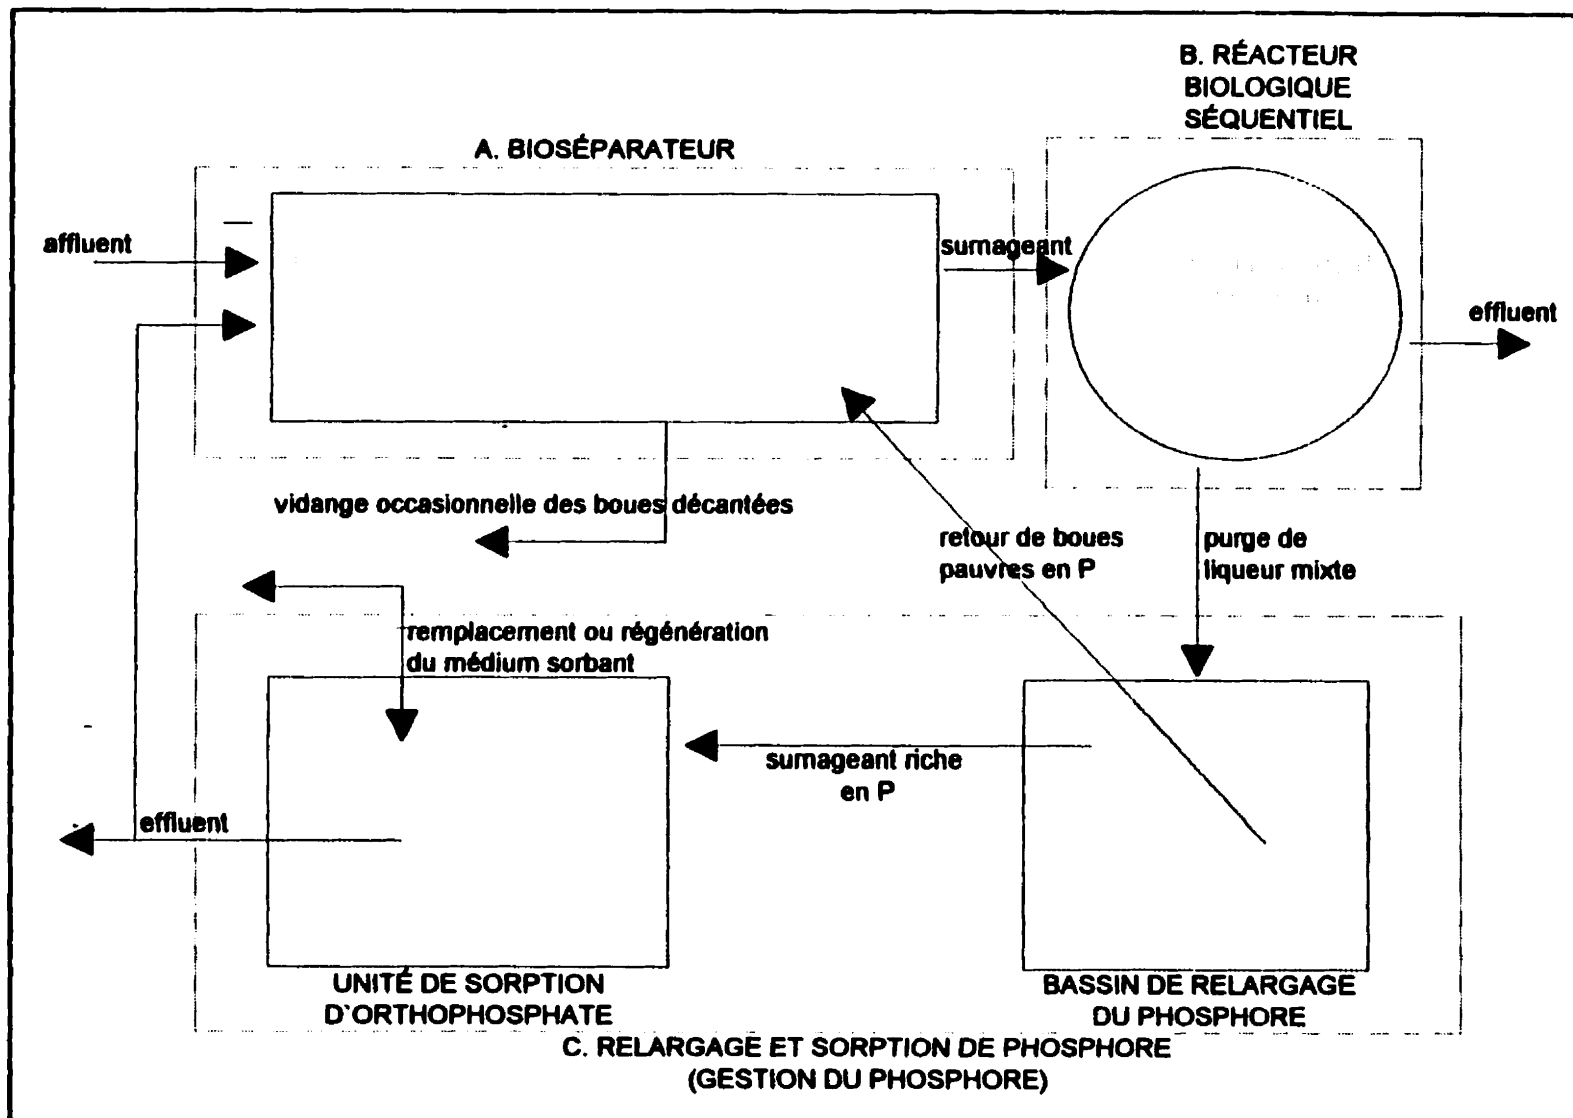 B. RÉACTEUR
BIOLOGIQUE
SÉQUENTIEL
A. BIOSÉPARATEUR
affluent
surnageant
effluent
vidange occasionnelle des boues décantées
retour de boues
pauvres en P
purge de
liqueur mixte
remplacement ou régénération
du médium sorbant
surnageant riche
en P
effluent
UNITÉ DE SORPTION
D'ORTHOPHOSPHATE
BASSIN DE RELARGAGE
DU PHOSPHORE
C. RELARGAGE ET SORPTION DE PHOSPHORE
(GESTION DU PHOSPHORE)